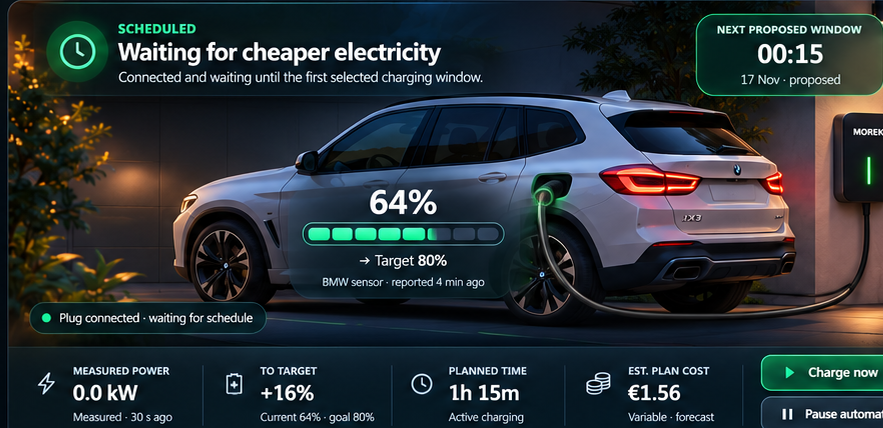 SCHEDULED
Waiting for cheaper electricity
Connected and waiting until the first selected charging window.
NEXT PROPOSED WINDOW
00:15
17 Nov · proposed
MOREK
iX3
64%
→ Target 80%
BMW sensor · reported 4 min ago
Plug connected · waiting for schedule
MEASURED POWER
0.0 kW
Measured · 30 s ago
TO TARGET
+16%
Current 64% · goal 80%
PLANNED TIME
1h 15m
Active charging
EST. PLAN COST
€1.56
Variable · forecast
Charge now
Pause automat